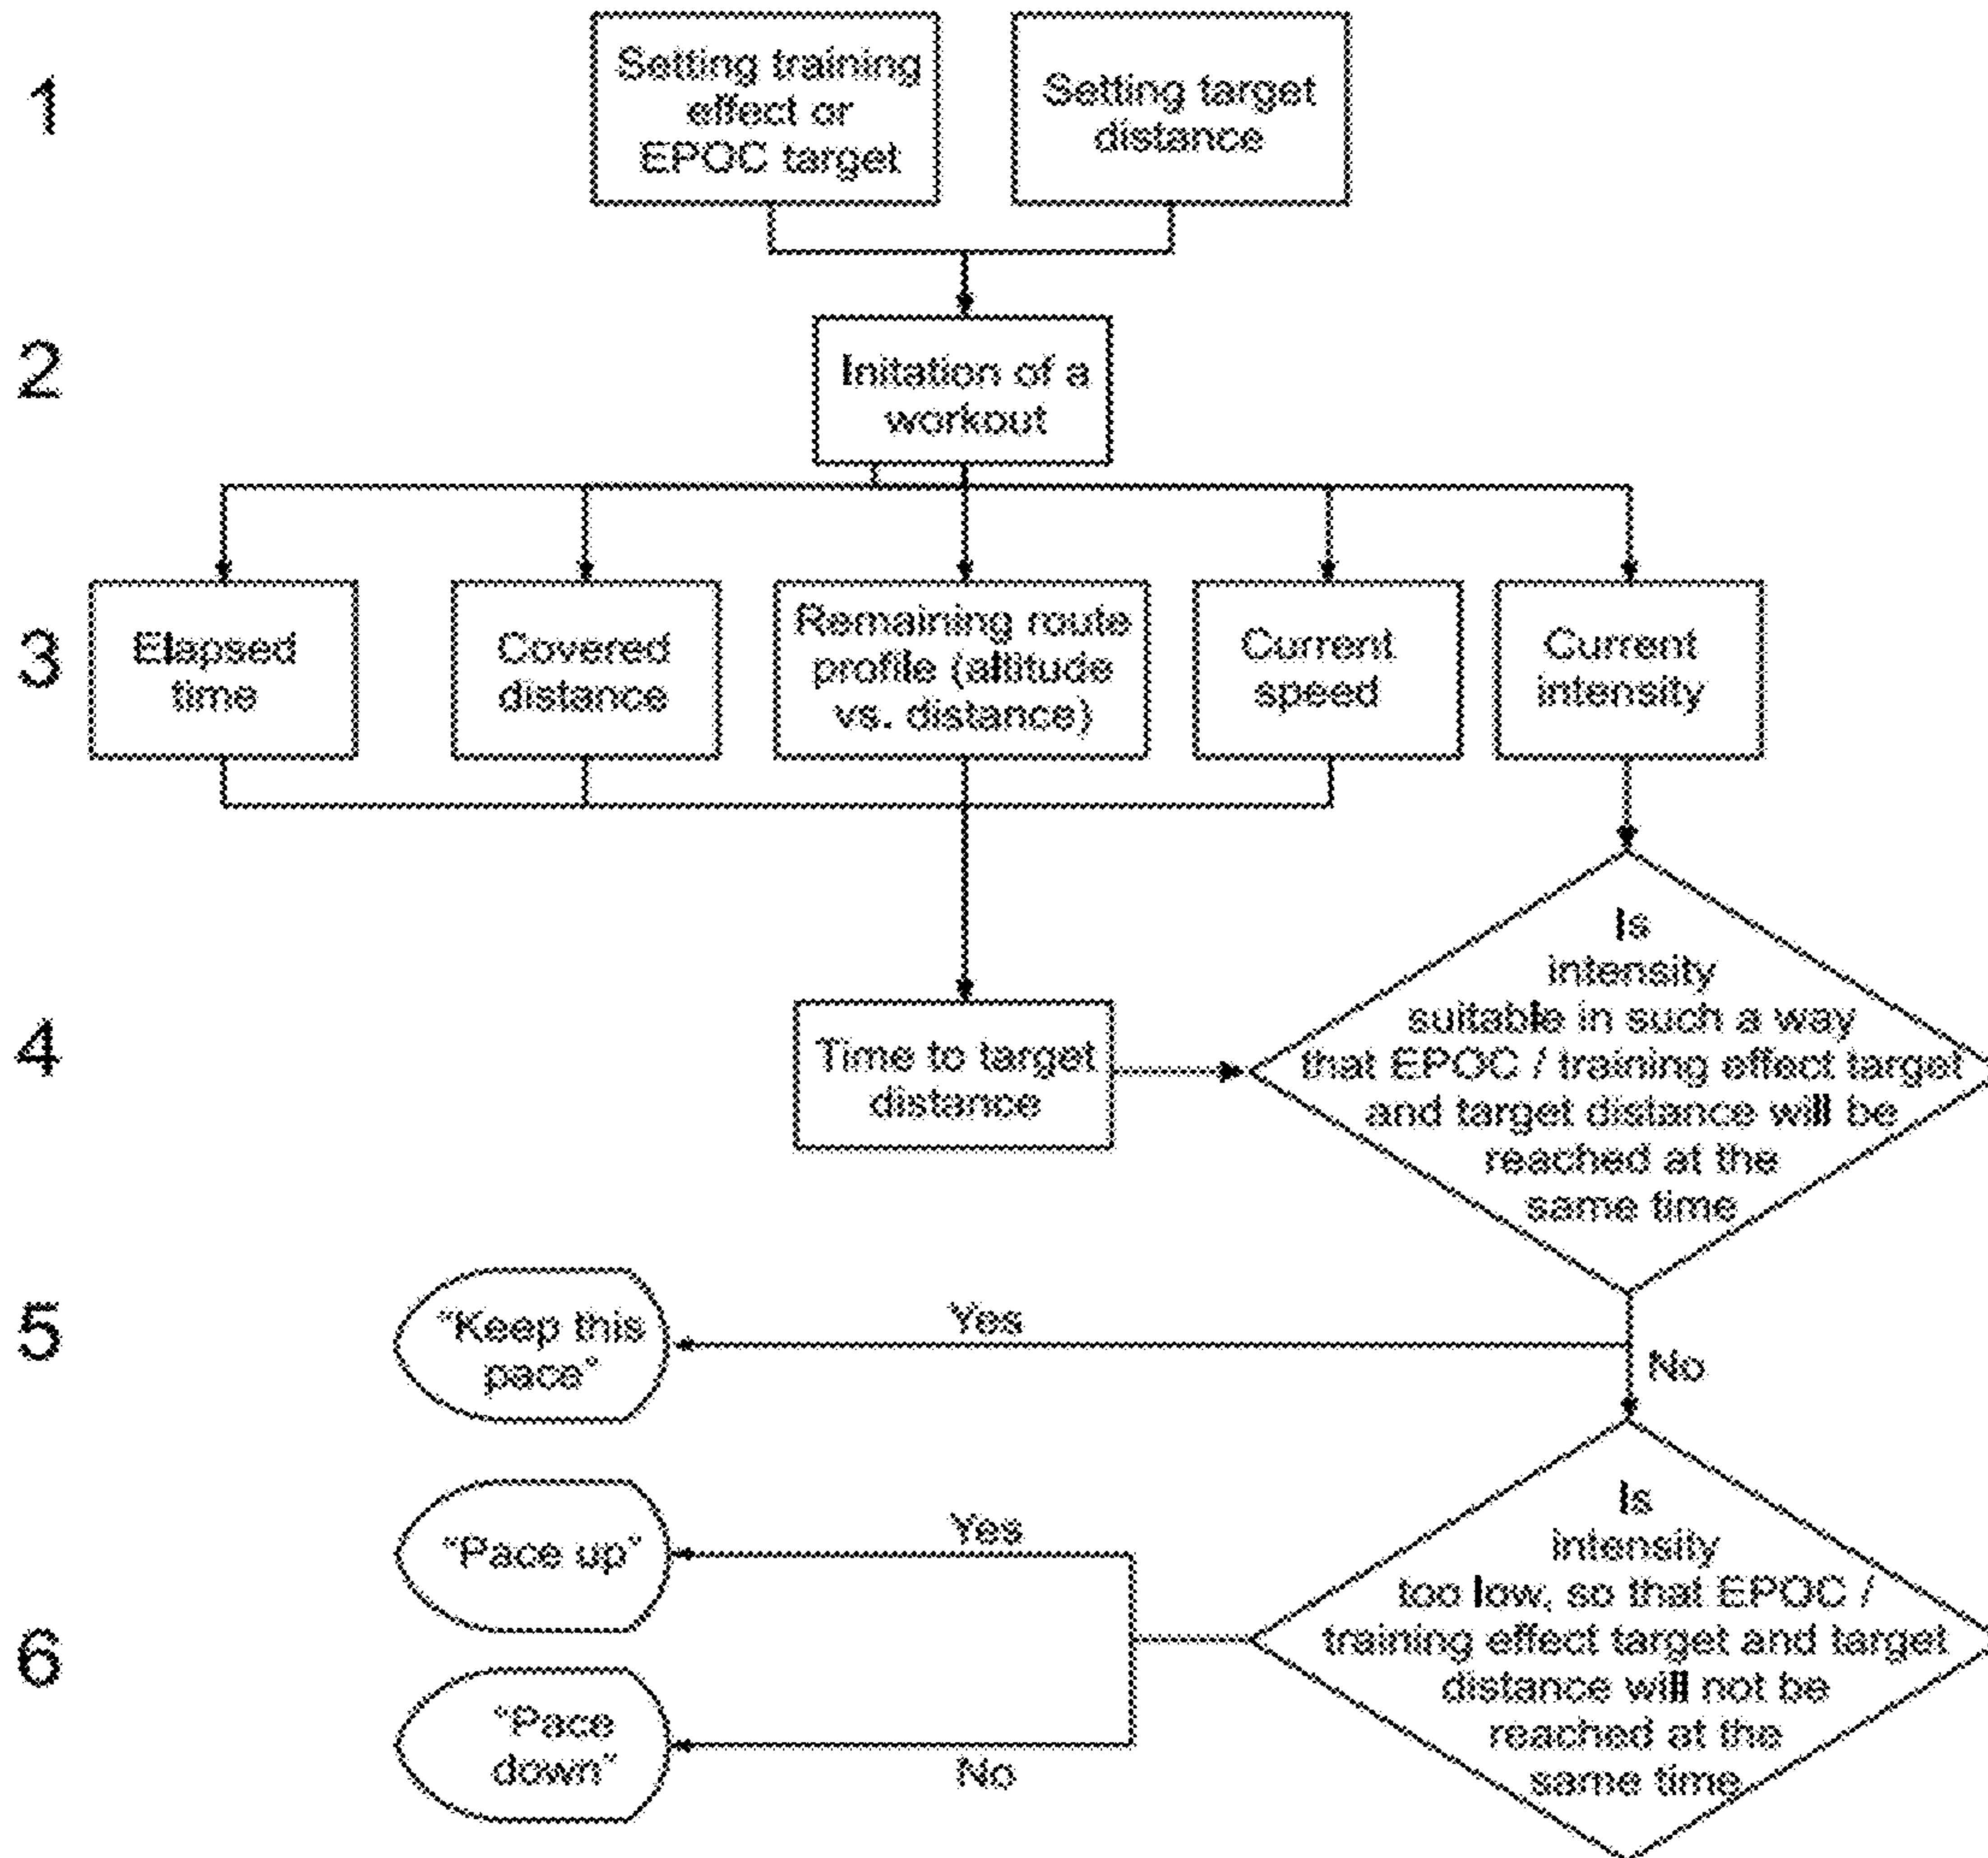 1
Setting training
effect or
EPOC target
Setting target
distance
2
Initation of a
workout
3
Elapsed
time
Covered
distance
Remaining route
profile (altitude
vs. distance)
Current
speed
Current
intensity
4
Time to target
distance
Is
intensity
suitable in such a way
that EPOC / training effect target
and target distance will be
reached at the
same time
5
"Keep this
pace"
Yes
No
6
"Pace up"
Yes
"Pace
down"
No
Is
intensity
too low, so that EPOC /
training effect target and target
distance will not be
reached at the
same time